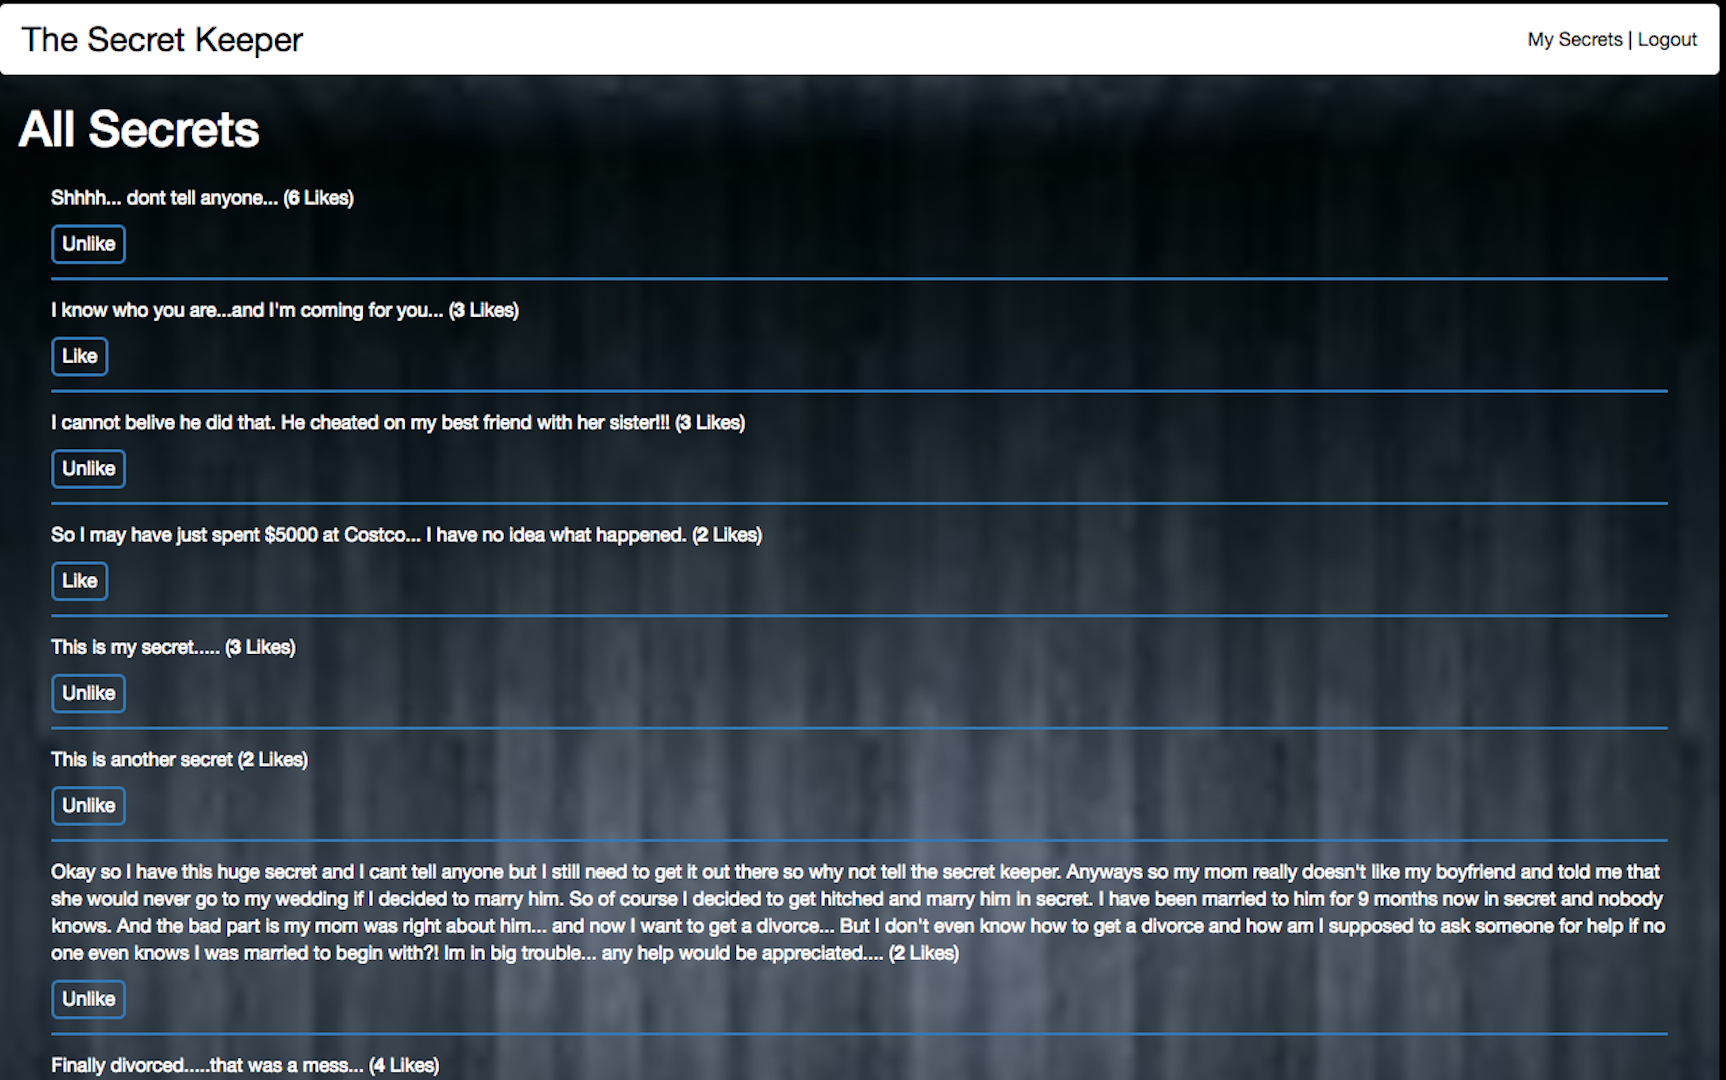 The Secret Keeper
My Secrets | Logout
All Secrets
Shhhh... dont tell anyone... (6 Likes)
Unlike
I know who you are...and I'm coming for you... (3 Likes)
Like
I cannot belive he did that. He cheated on my best friend with her sister!!! (3 Likes)
Unlike
So I may have just spent $5000 at Costco... I have no idea what happened. (2 Likes)
Like
This is my secret..... (3 Likes)
Unlike
This is another secret (2 Likes)
Unlike
Okay so I have this huge secret and I cant tell anyone but I still need to get it out there so why not tell the secret keeper. Anyways so my mom really doesn't like my boyfriend and told me that
she would never go to my wedding if I decided to marry him. So of course I decided to get hitched and marry him in secret. I have been married to him for 9 months now in secret and nobody
knows. And the bad part is my mom was right about him... and now I want to get a divorce... But I don't even know how to get a divorce and how am I supposed to ask someone for help if no
one even knows I was married to begin with?! Im in big trouble... any help would be appreciated.... (2 Likes)
Unlike
Finally divorced.....that was a mess... (4 Likes)